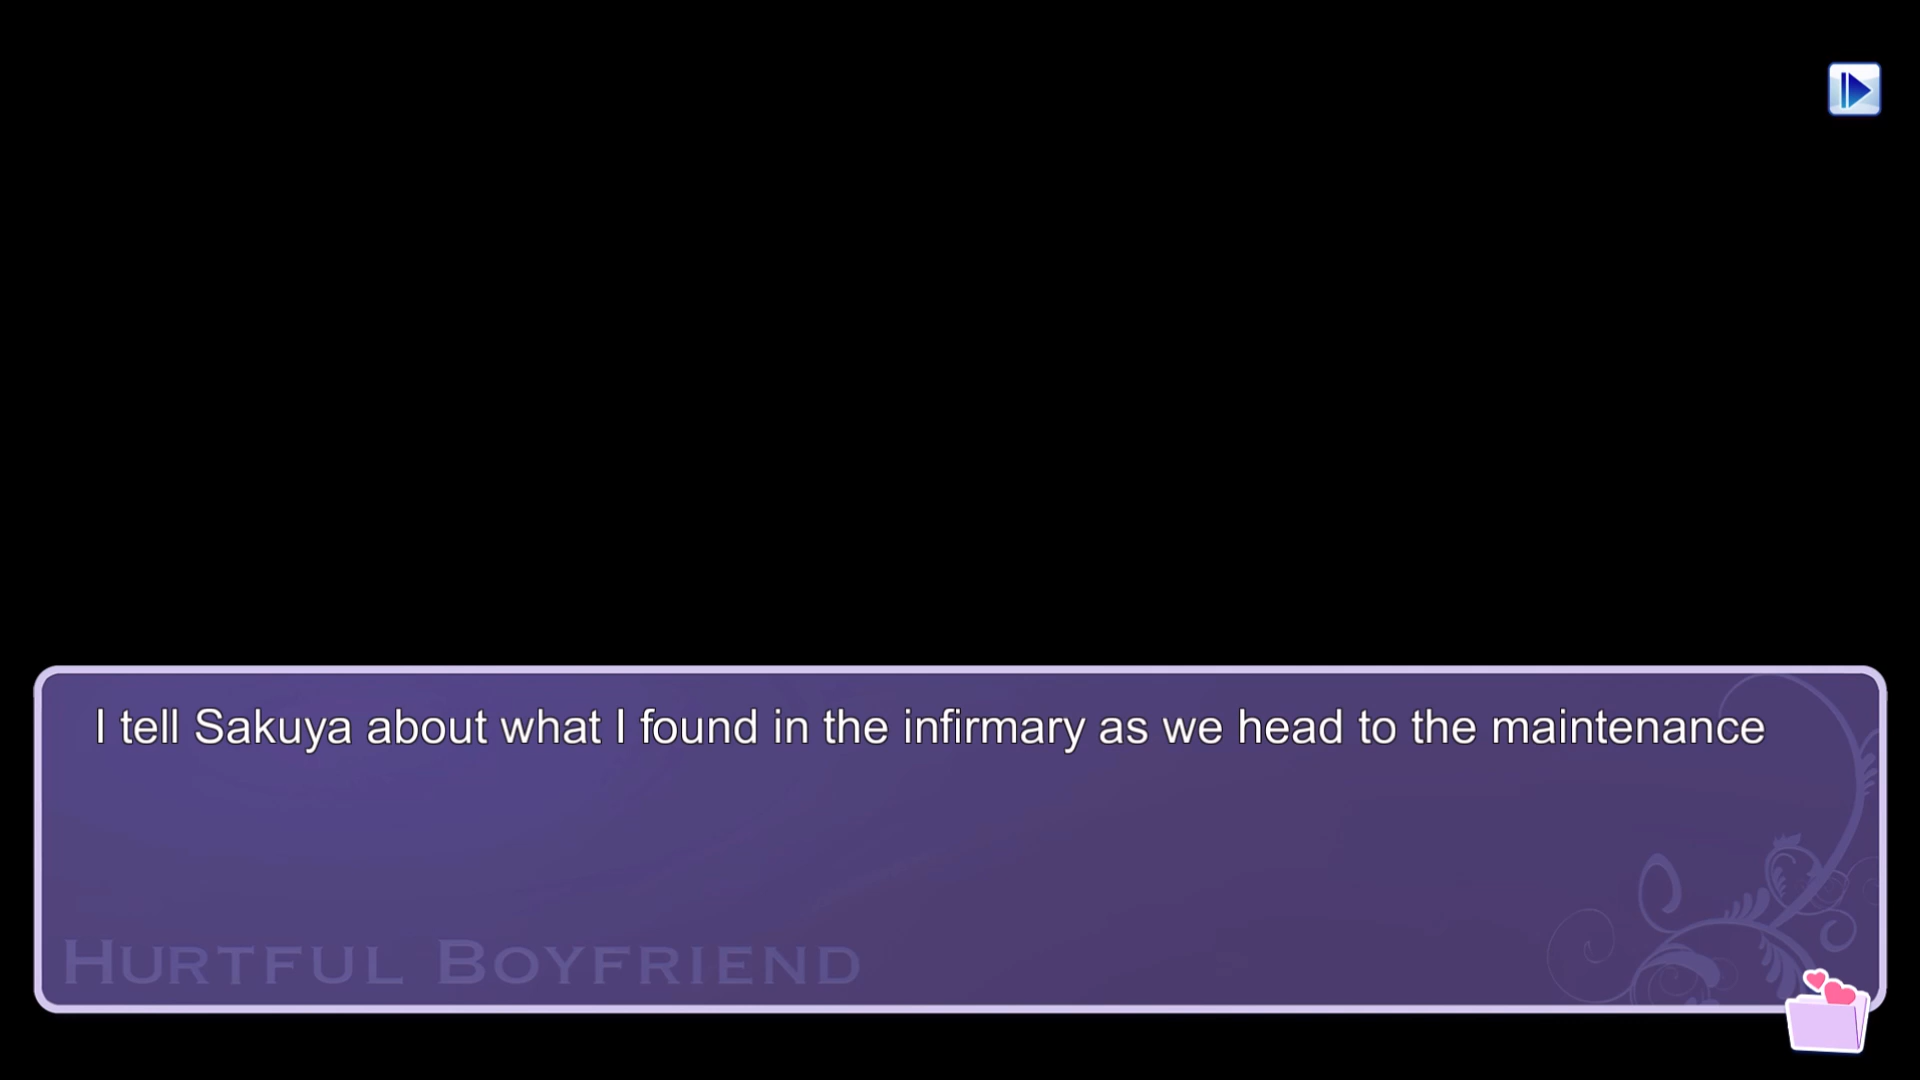 I tell Sakuya about what I found in the infirmary as we head to the maintenance
HURTFUL BOYFRIEND